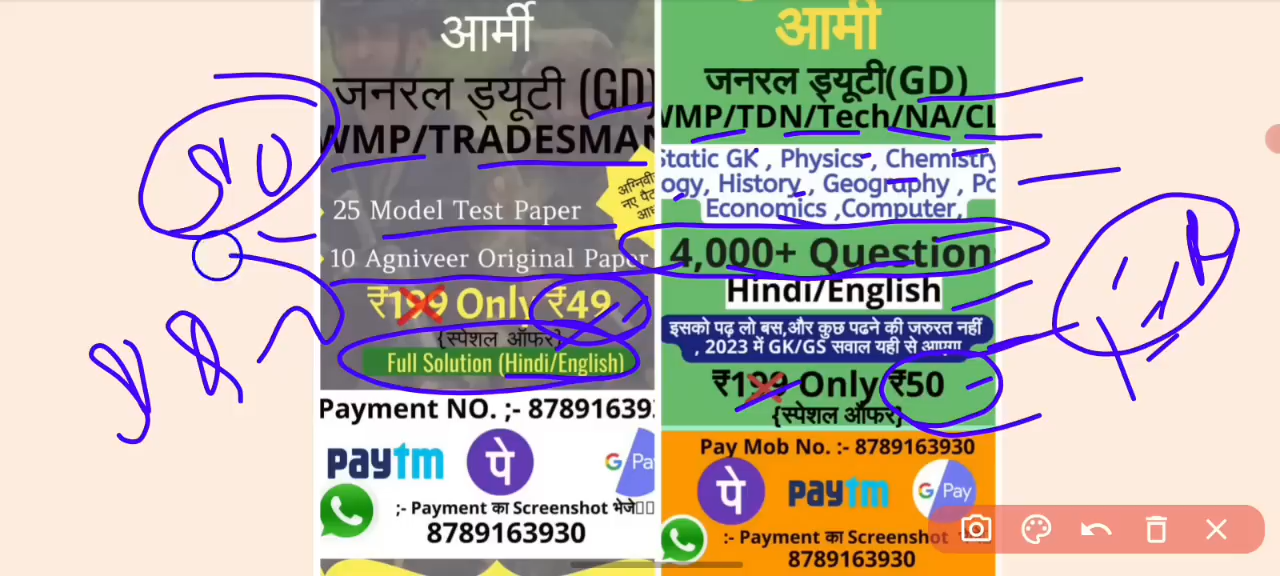 आर्मी
जनरल ड्यूटी (GD)
WMP/TRADESMAN
25 Model Test Paper
10 Agniveer Original Paper
₹199 Only ₹49
{स्पेशल ऑफर}
Full Solution (Hindi/English)
Payment NO. ;- 878916393
paytm
पे
G Pa
;- Payment का Screenshot भेजे
8789163930
आर्मी
जनरल ड्यूटी(GD)
WMP/TDN/Tech/NA/CL
Static GK , Physics , Chemistry
ogy, History , Geography , Po
Economics ,Computer,
4,000+ Question
Hindi/English
इसको पढ़ लो बस,और कुछ पढने की जरुरत नहीं
, 2023 में GK/GS सवाल यही से आएगा
₹199 Only ₹50
{स्पेशल ऑफर}
Pay Mob No. :- 8789163930
पे
paytm
G Pay
:- Payment का Screenshot
8789163930